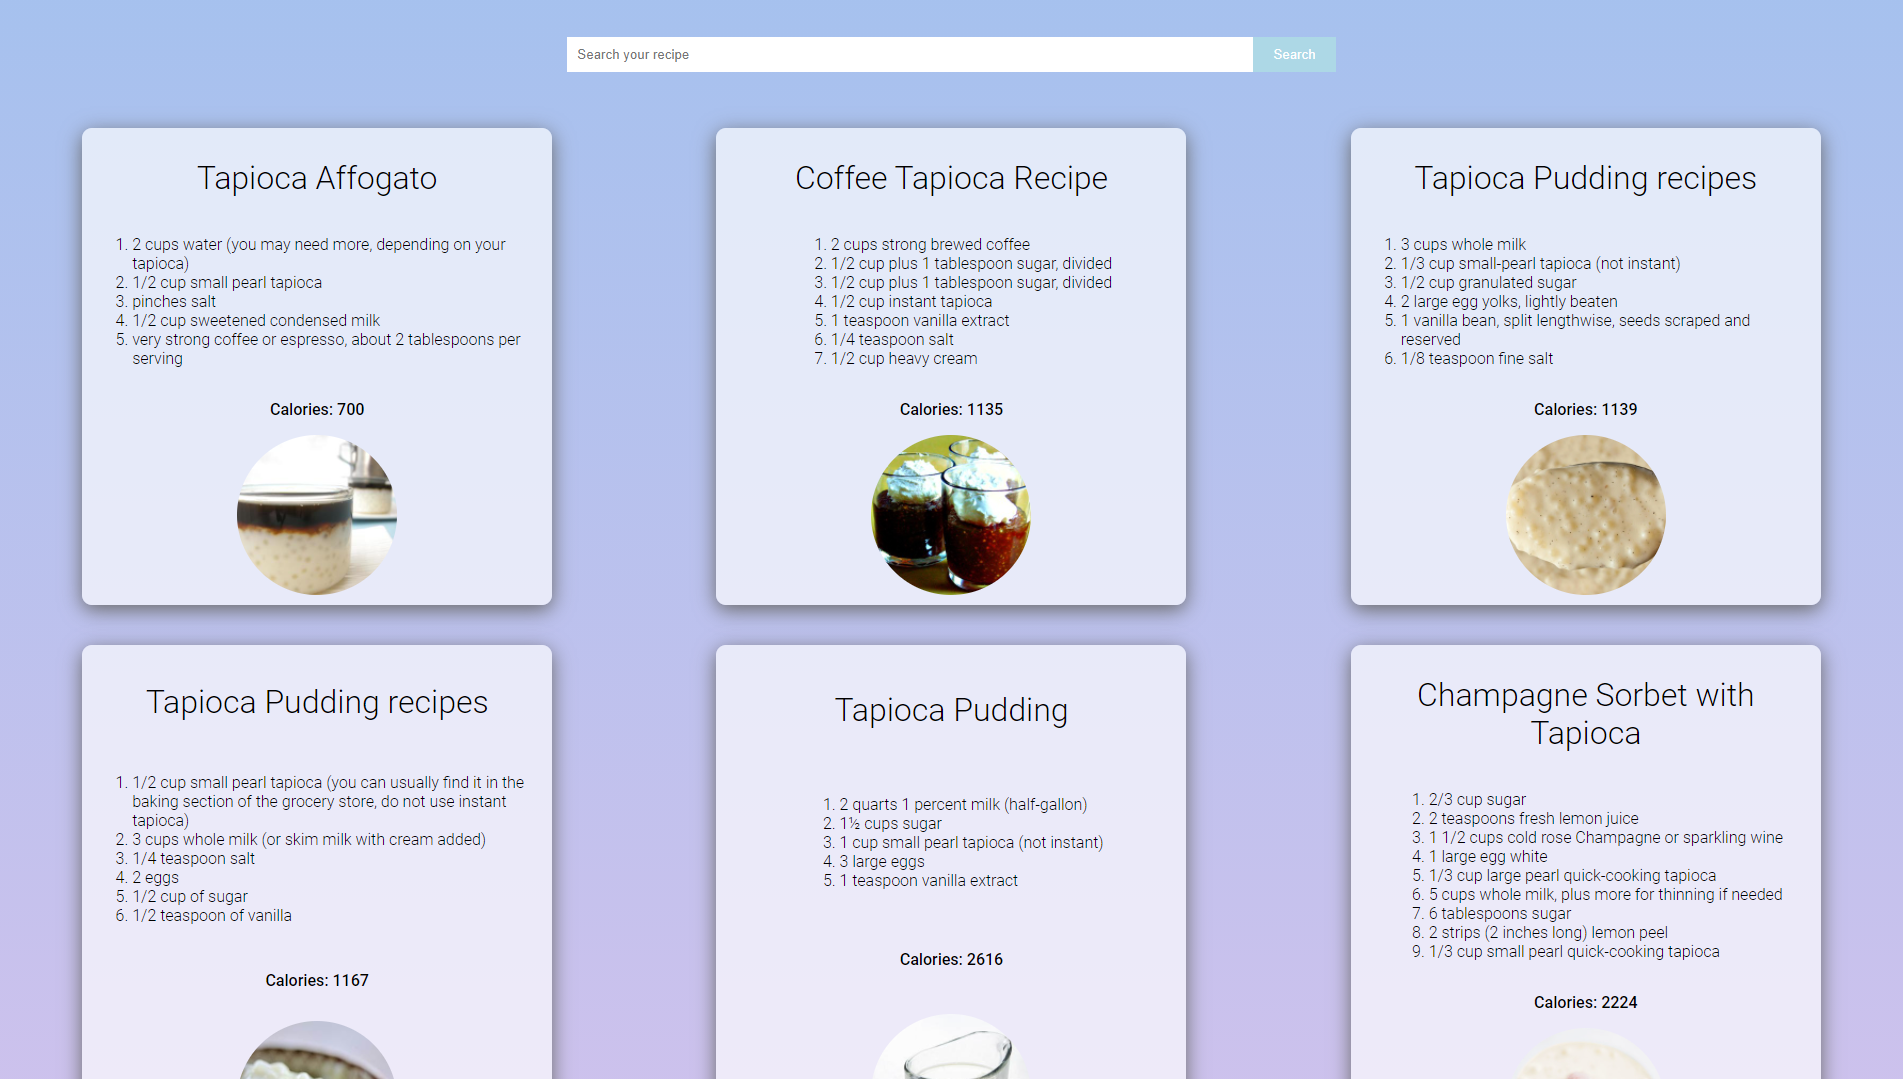 Search your recipe
Search
Tapioca Affogato
1. 2 cups water (you may need more, depending on your
tapioca)
2. 1/2 cup small pearl tapioca
3. pinches salt
4. 1/2 cup sweetened condensed milk
5. very strong coffee or espresso, about 2 tablespoons per
serving
Calories: 700
Coffee Tapioca Recipe
1. 2 cups strong brewed coffee
2. 1/2 cup plus 1 tablespoon sugar, divided
3. 1/2 cup plus 1 tablespoon sugar, divided
4. 1/2 cup instant tapioca
5. 1 teaspoon vanilla extract
6. 1/4 teaspoon salt
7. 1/2 cup heavy cream
Calories: 1135
Tapioca Pudding recipes
1. 3 cups whole milk
2. 1/3 cup small-pearl tapioca (not instant)
3. 1/2 cup granulated sugar
4. 2 large egg yolks, lightly beaten
5. 1 vanilla bean, split lengthwise, seeds scraped and
reserved
6. 1/8 teaspoon fine salt
Calories: 1139
Tapioca Pudding recipes
1. 1/2 cup small pearl tapioca (you can usually find it in the
baking section of the grocery store, do not use instant
tapioca)
2. 3 cups whole milk (or skim milk with cream added)
3. 1/4 teaspoon salt
4. 2 eggs
5. 1/2 cup of sugar
6. 1/2 teaspoon of vanilla
Calories: 1167
Tapioca Pudding
1. 2 quarts 1 percent milk (half-gallon)
2. 1½ cups sugar
3. 1 cup small pearl tapioca (not instant)
4. 3 large eggs
5. 1 teaspoon vanilla extract
Calories: 2616
Champagne Sorbet with
Tapioca
1. 2/3 cup sugar
2. 2 teaspoons fresh lemon juice
3. 1 1/2 cups cold rose Champagne or sparkling wine
4. 1 large egg white
5. 1/3 cup large pearl quick-cooking tapioca
6. 5 cups whole milk, plus more for thinning if needed
7. 6 tablespoons sugar
8. 2 strips (2 inches long) lemon peel
9. 1/3 cup small pearl quick-cooking tapioca
Calories: 2224